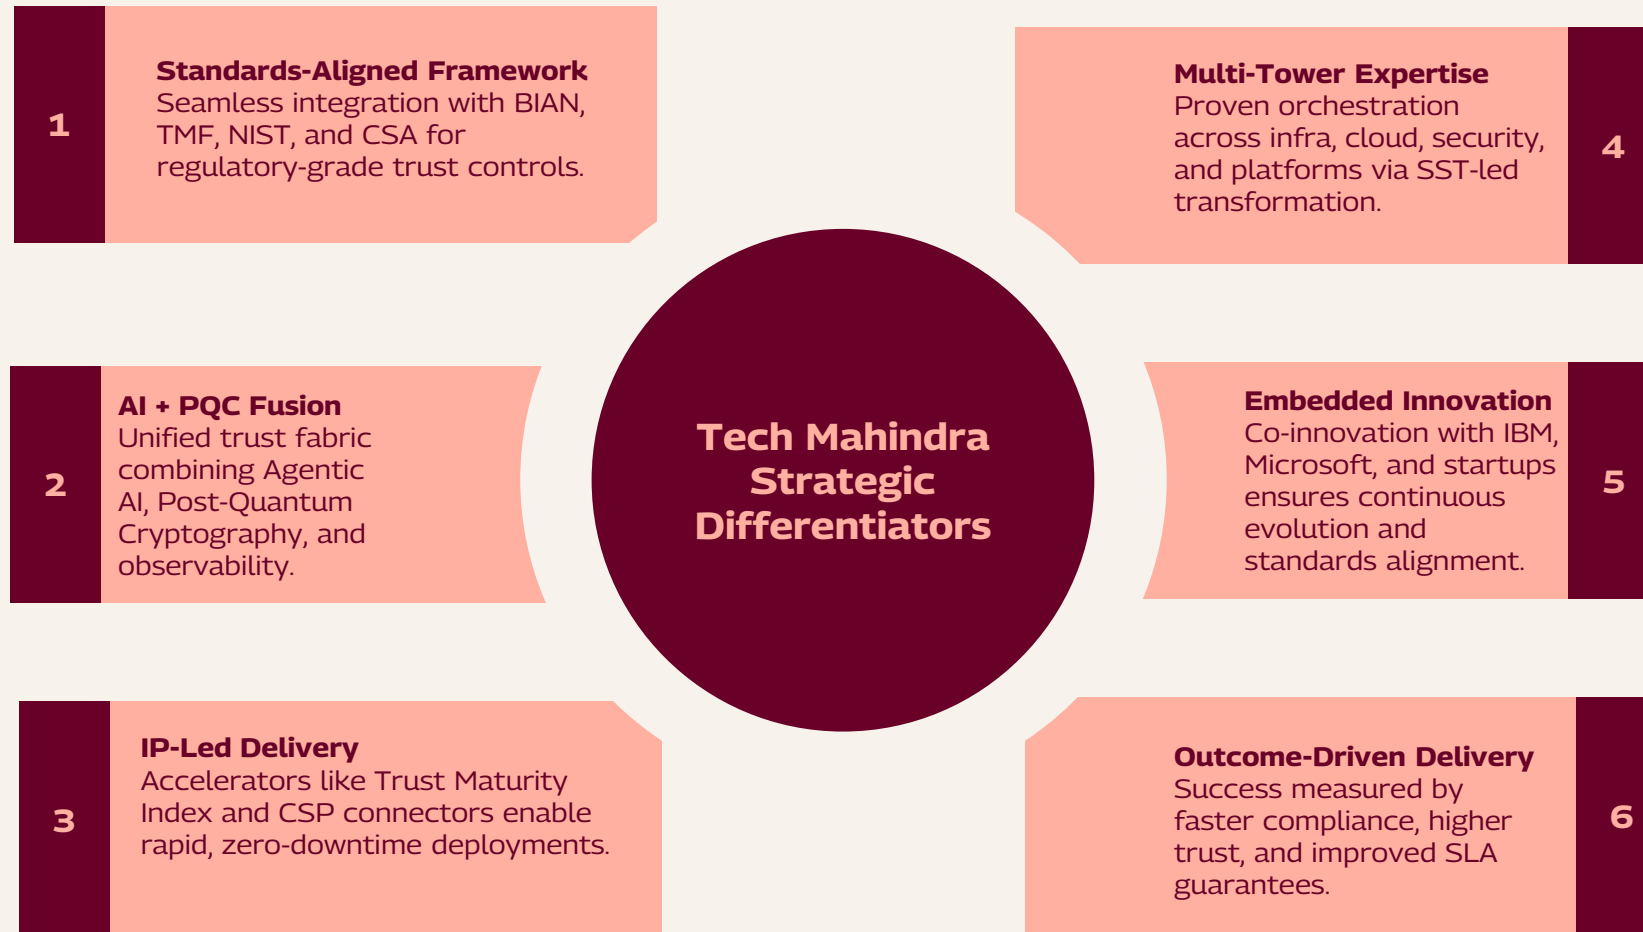 1
Standards-Aligned Framework
Seamless integration with BIAN,
TMF, NIST, and CSA for
regulatory-grade trust controls.
2
AI + PQC Fusion
Unified trust fabric
combining Agentic
AI, Post-Quantum
Cryptography, and
observability.
3
IP-Led Delivery
Accelerators like Trust Maturity
Index and CSP connectors enable
rapid, zero-downtime deployments.
Tech Mahindra
Strategic
Differentiators
Multi-Tower Expertise
Proven orchestration
across infra, cloud, security,
and platforms via SST-led
transformation.
4
Embedded Innovation
Co-innovation with IBM,
Microsoft, and startups
ensures continuous
evolution and
standards alignment.
5
Outcome-Driven Delivery
Success measured by
faster compliance, higher
trust, and improved SLA
guarantees.
6